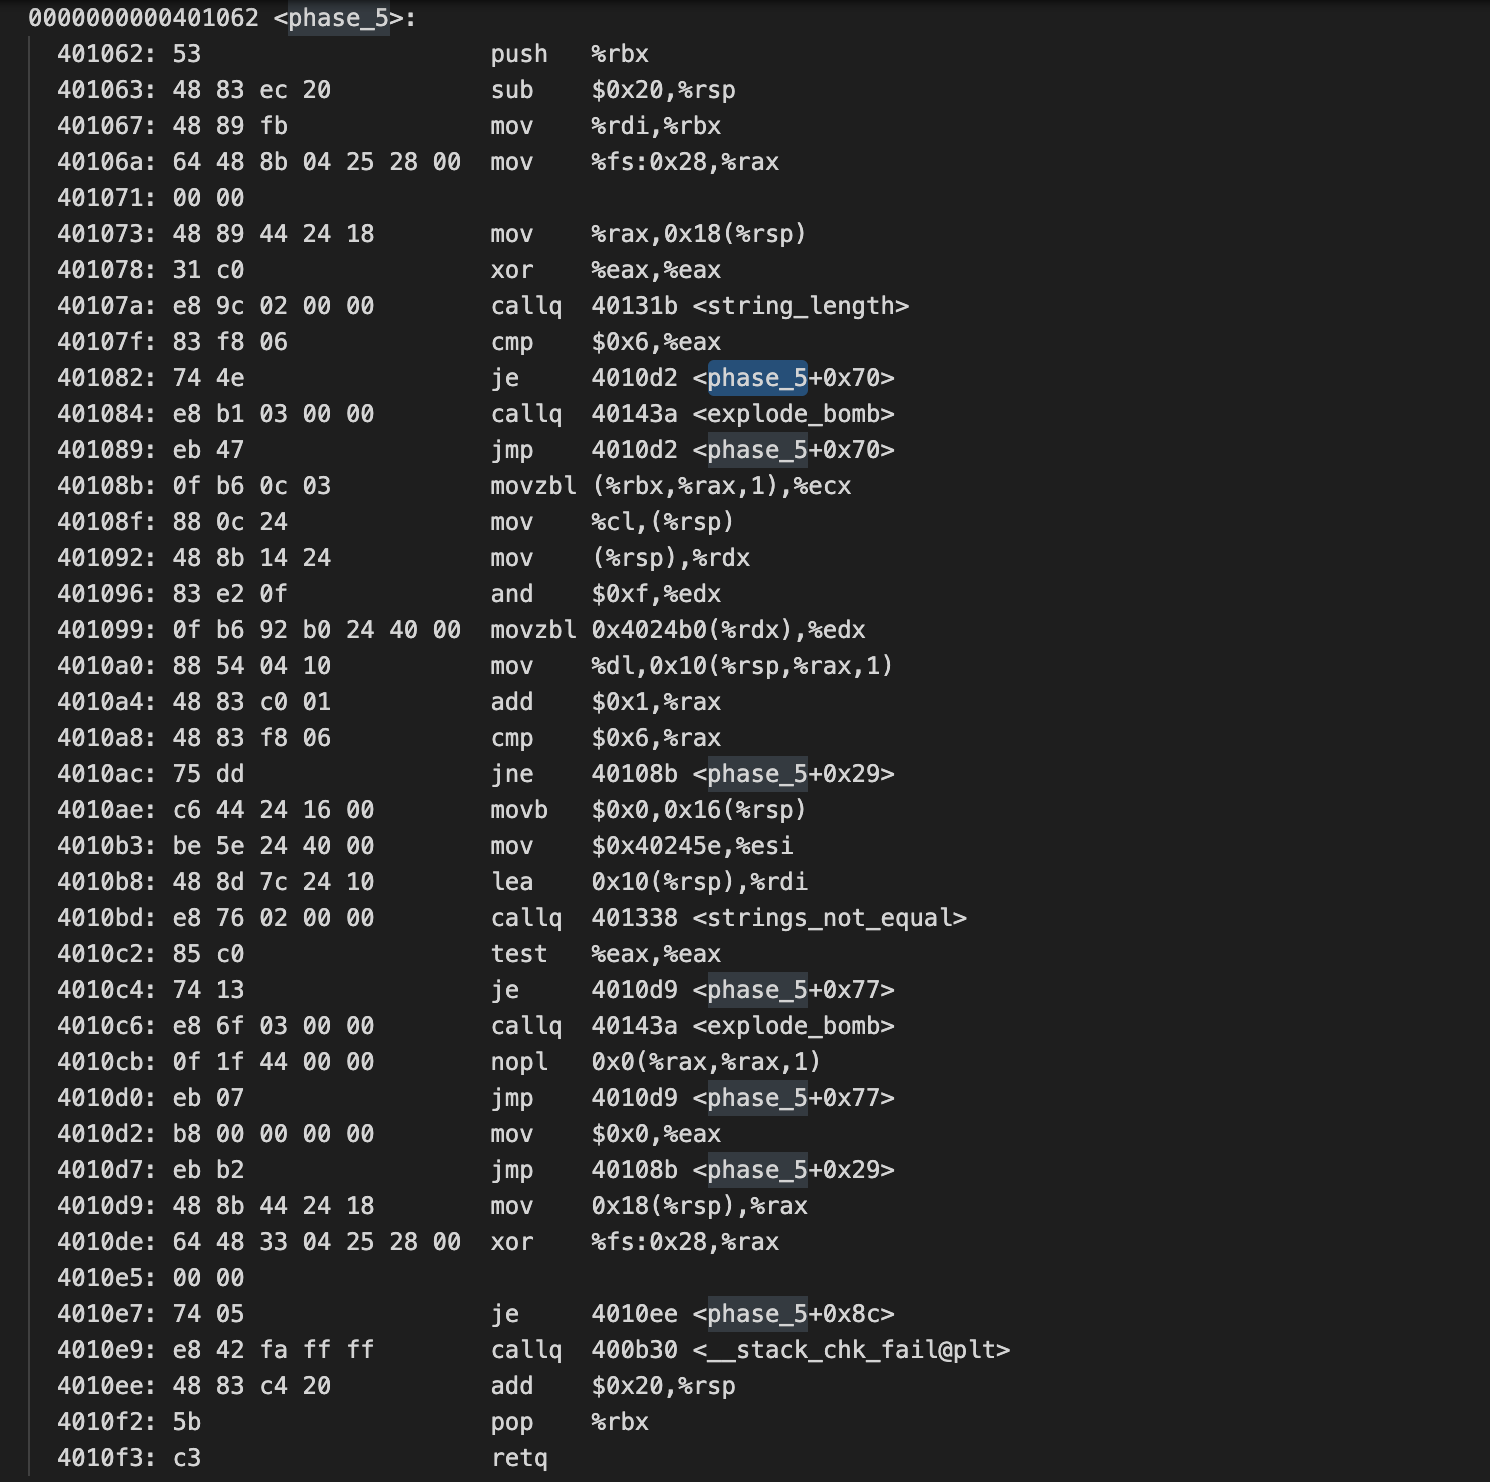 0000000000401062 <phase_5>:
401062: 53 push %rbx
401063: 48 83 ec 20 sub $0x20,%rsp
401067: 48 89 fb mov %rdi,%rbx
40106a: 64 48 8b 04 25 28 00 mov %fs:0x28,%rax
401071: 00 00
401073: 48 89 44 24 18 mov %rax,0x18(%rsp)
401078: 31 c0 xor %eax,%eax
40107a: e8 9c 02 00 00 callq 40131b <string_length>
40107f: 83 f8 06 cmp $0x6,%eax
401082: 74 4e je 4010d2 <phase_5+0x70>
401084: e8 b1 03 00 00 callq 40143a <explode_bomb>
401089: eb 47 jmp 4010d2 <phase_5+0x70>
40108b: 0f b6 0c 03 movzbl (%rbx,%rax,1),%ecx
40108f: 88 0c 24 mov %cl,(%rsp)
401092: 48 8b 14 24 mov (%rsp),%rdx
401096: 83 e2 0f and $0xf,%edx
401099: 0f b6 92 b0 24 40 00 movzbl 0x4024b0(%rdx),%edx
4010a0: 88 54 04 10 mov %dl,0x10(%rsp,%rax,1)
4010a4: 48 83 c0 01 add $0x1,%rax
4010a8: 48 83 f8 06 cmp $0x6,%rax
4010ac: 75 dd jne 40108b <phase_5+0x29>
4010ae: c6 44 24 16 00 movb $0x0,0x16(%rsp)
4010b3: be 5e 24 40 00 mov $0x40245e,%esi
4010b8: 48 8d 7c 24 10 lea 0x10(%rsp),%rdi
4010bd: e8 76 02 00 00 callq 401338 <strings_not_equal>
4010c2: 85 c0 test %eax,%eax
4010c4: 74 13 je 4010d9 <phase_5+0x77>
4010c6: e8 6f 03 00 00 callq 40143a <explode_bomb>
4010cb: 0f 1f 44 00 00 nopl 0x0(%rax,%rax,1)
4010d0: eb 07 jmp 4010d9 <phase_5+0x77>
4010d2: b8 00 00 00 00 mov $0x0,%eax
4010d7: eb b2 jmp 40108b <phase_5+0x29>
4010d9: 48 8b 44 24 18 mov 0x18(%rsp),%rax
4010de: 64 48 33 04 25 28 00 xor %fs:0x28,%rax
4010e5: 00 00
4010e7: 74 05 je 4010ee <phase_5+0x8c>
4010e9: e8 42 fa ff ff callq 400b30 <__stack_chk_fail@plt>
4010ee: 48 83 c4 20 add $0x20,%rsp
4010f2: 5b pop %rbx
4010f3: c3 retq